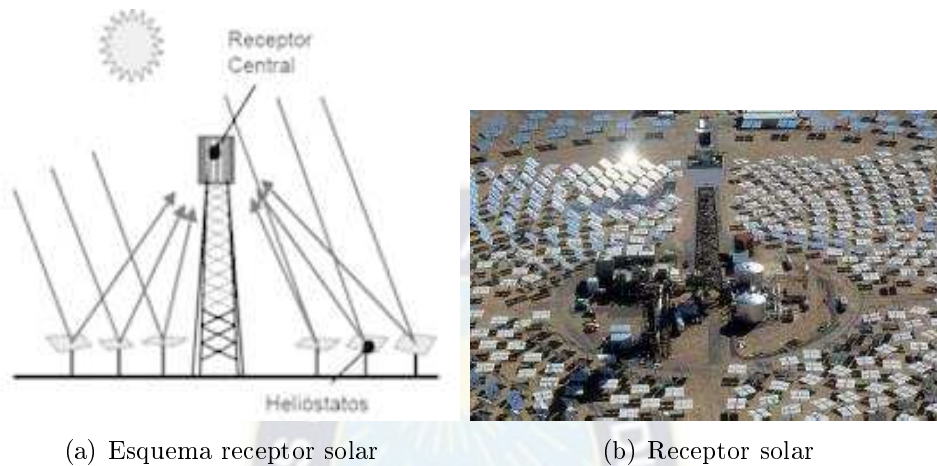 Receptor
Central
Heliostatos
(a) Esquema receptor solar
(b) Receptor solar